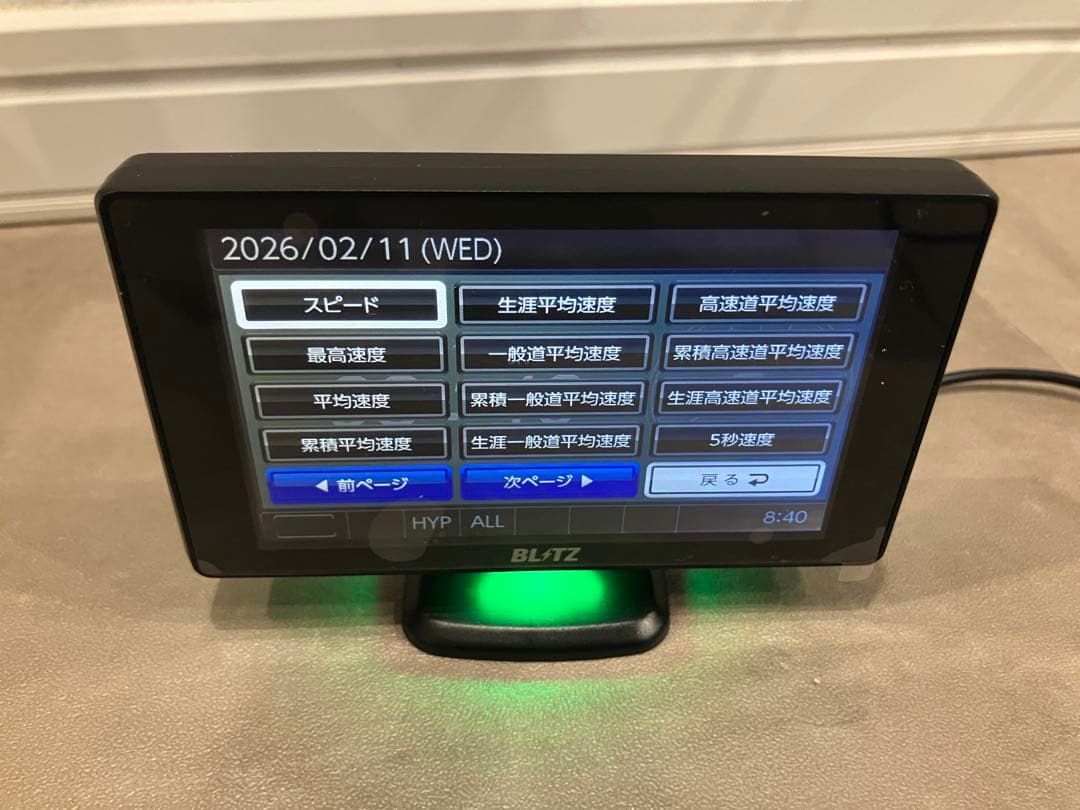 2026/02/11(WED)
スピード 生涯平均速度 高速道平均速度
最高速度 一般道平均速度 累積高速道平均速度
平均速度 累積一般道平均速度 生涯高速道平均速度
累積平均速度 生涯一般道平均速度 5秒速度
◀ 前ページ 次ページ ▶ 戻る
HYP ALL 8:40
BLITZ